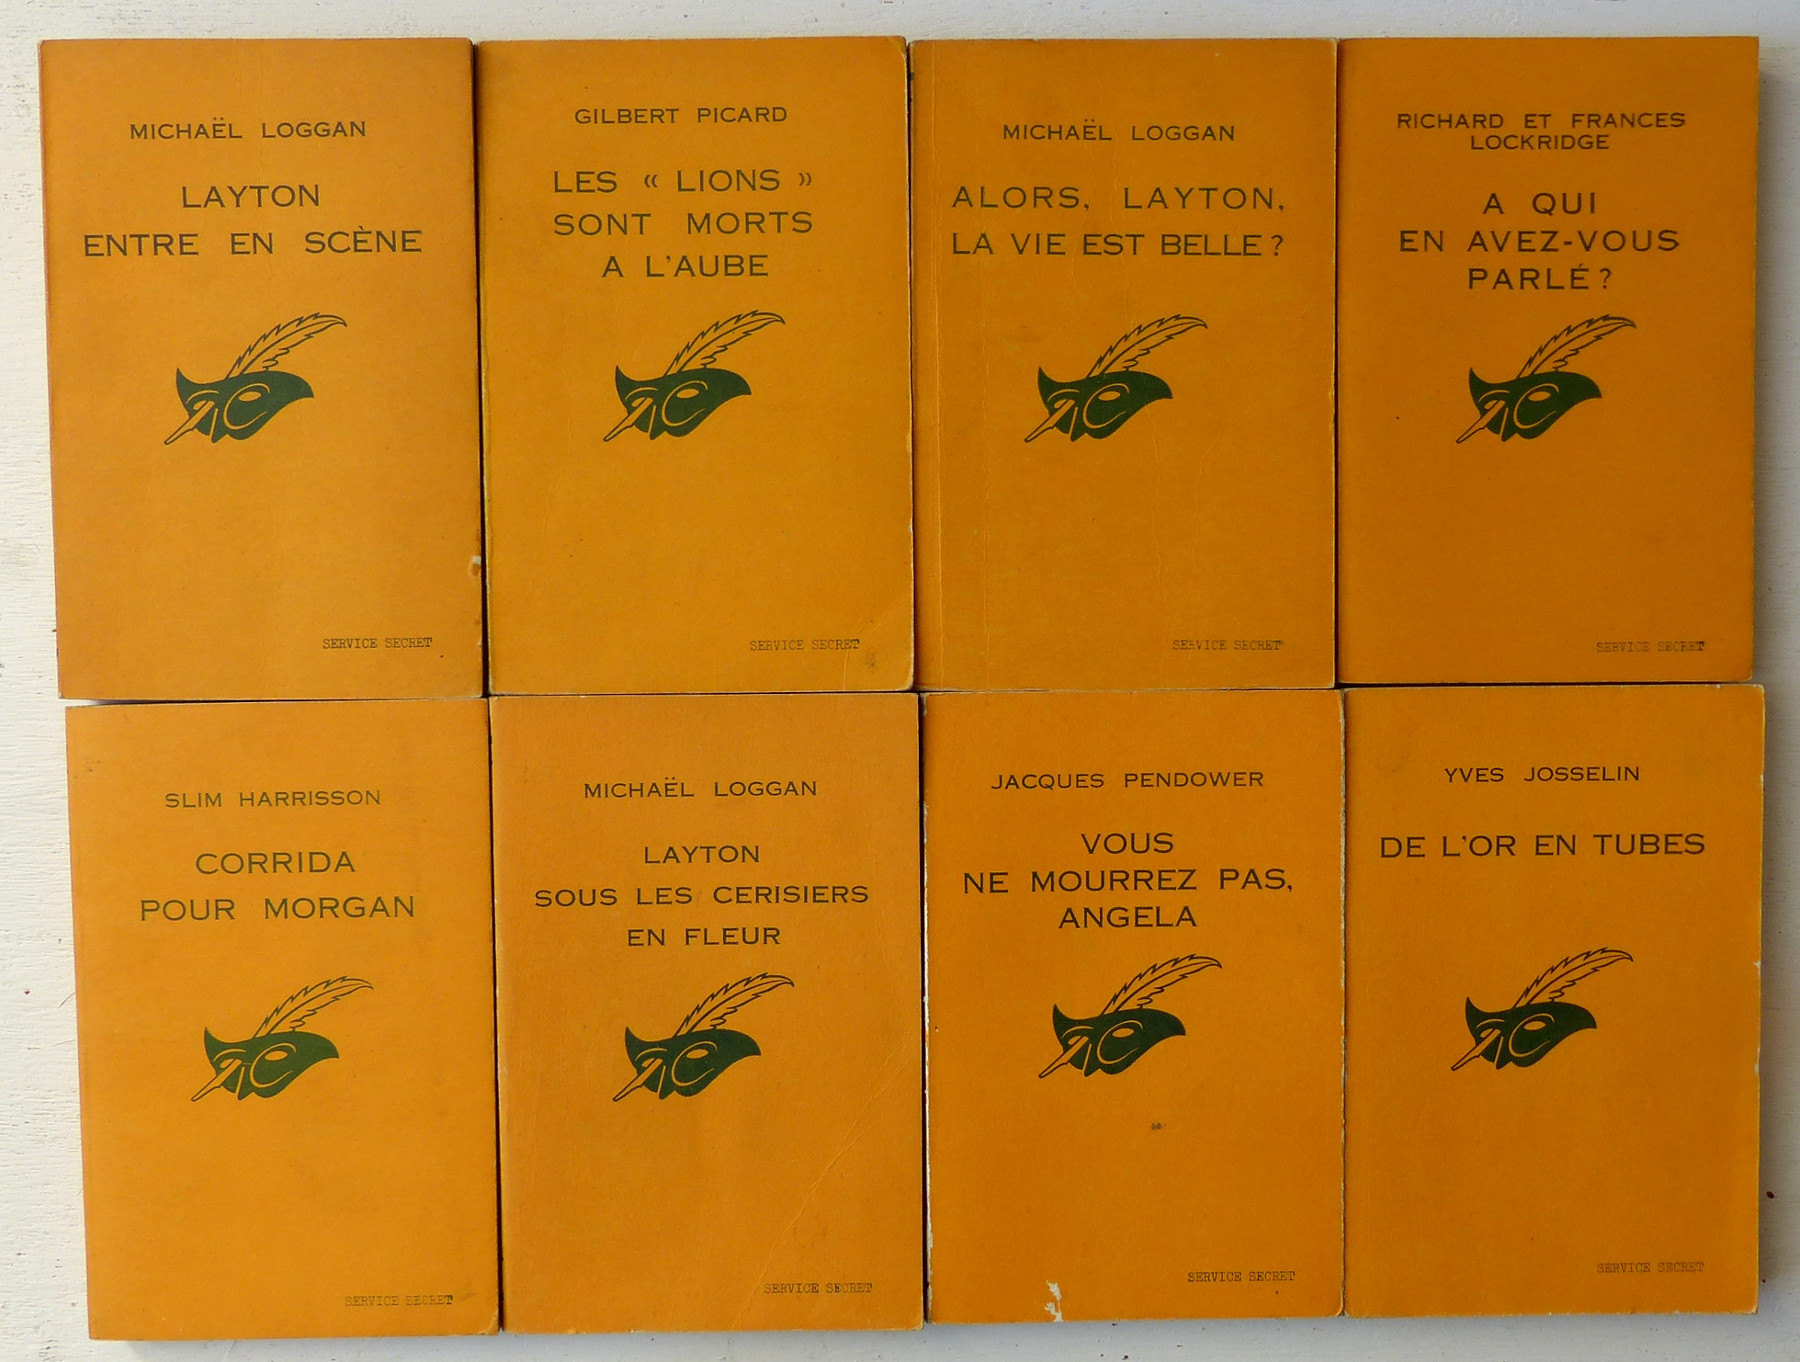 MICHAËL LOGGAN
LAYTON
ENTRE EN SCÈNE
SERVICE SECRET
GILBERT PICARD
LES « LIONS »
SONT MORTS
A L'AUBE
SERVICE SECRET
MICHAËL LOGGAN
ALORS, LAYTON,
LA VIE EST BELLE ?
SERVICE SECRET
RICHARD ET FRANCES
LOCKRIDGE
A QUI
EN AVEZ-VOUS
PARLÉ ?
SERVICE SECRET
SLIM HARRISSON
CORRIDA
POUR MORGAN
SERVICE SECRET
MICHAËL LOGGAN
LAYTON
SOUS LES CERISIERS
EN FLEUR
SERVICE SECRET
JACQUES PENDOWER
VOUS
NE MOURREZ PAS,
ANGELA
SERVICE SECRET
YVES JOSSELIN
DE L'OR EN TUBES
SERVICE SECRET